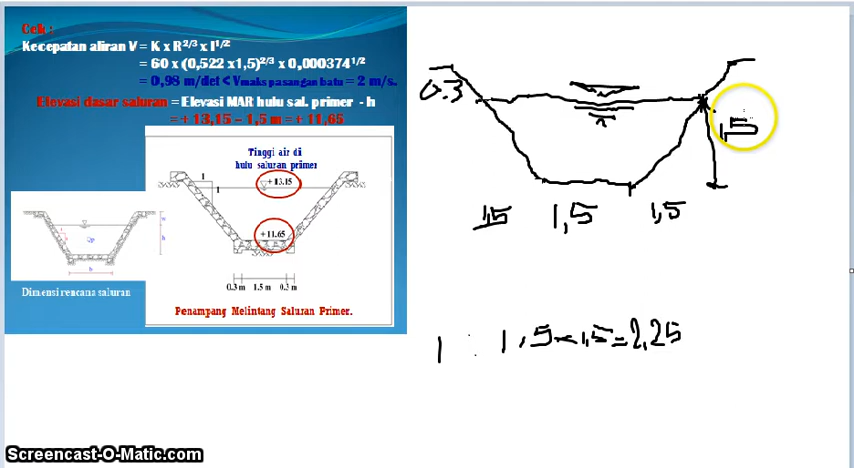 Cek :
Kecepatan aliran V = K x R2/3 x I1/2
= 60 x (0,522 x1,5)2/3 x 0,0003741/2
= 0,98 m/det < Vmaks pasangan batu = 2 m/s.
Elevasi dasar saluran = Elevasi MAR hulu sal. primer - h
= + 13,15 – 1,5 m = + 11,65
Tinggi air di
hulu saluran primer
1
1
+ 13.15
+ 11.65
0.3 m 1.5 m 0.3 m
Penampang Melintang Saluran Primer.
w
h
b
Dimensi rencana saluran
0.3
1,5
1,5 1,5 1,5
1 : 1,5 x 1,5 = 2,25
Screencast-O-Matic.com